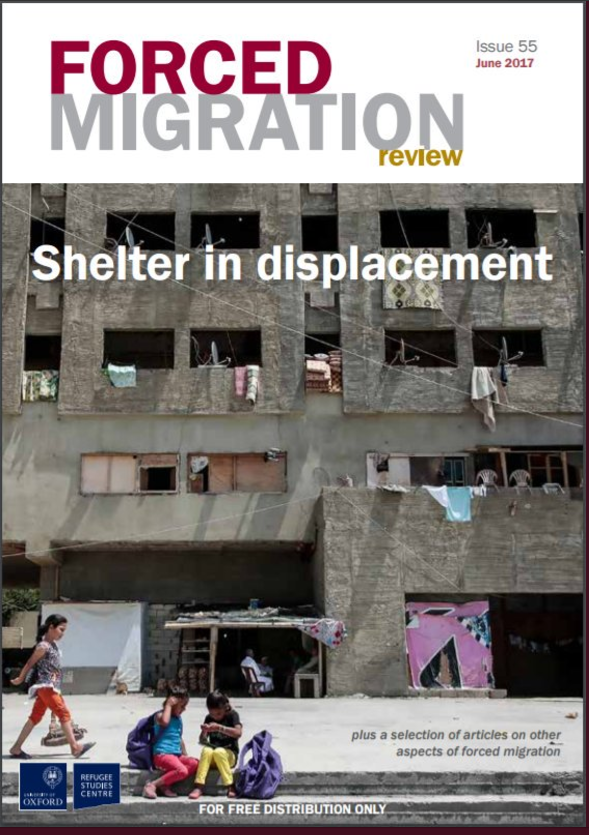 FORCED
MIGRATION
review
Issue 55
June 2017
Shelter in displacement
plus a selection of articles on other
aspects of forced migration
UNIVERSITY OF
OXFORD
REFUGEE
STUDIES
CENTRE
FOR FREE DISTRIBUTION ONLY